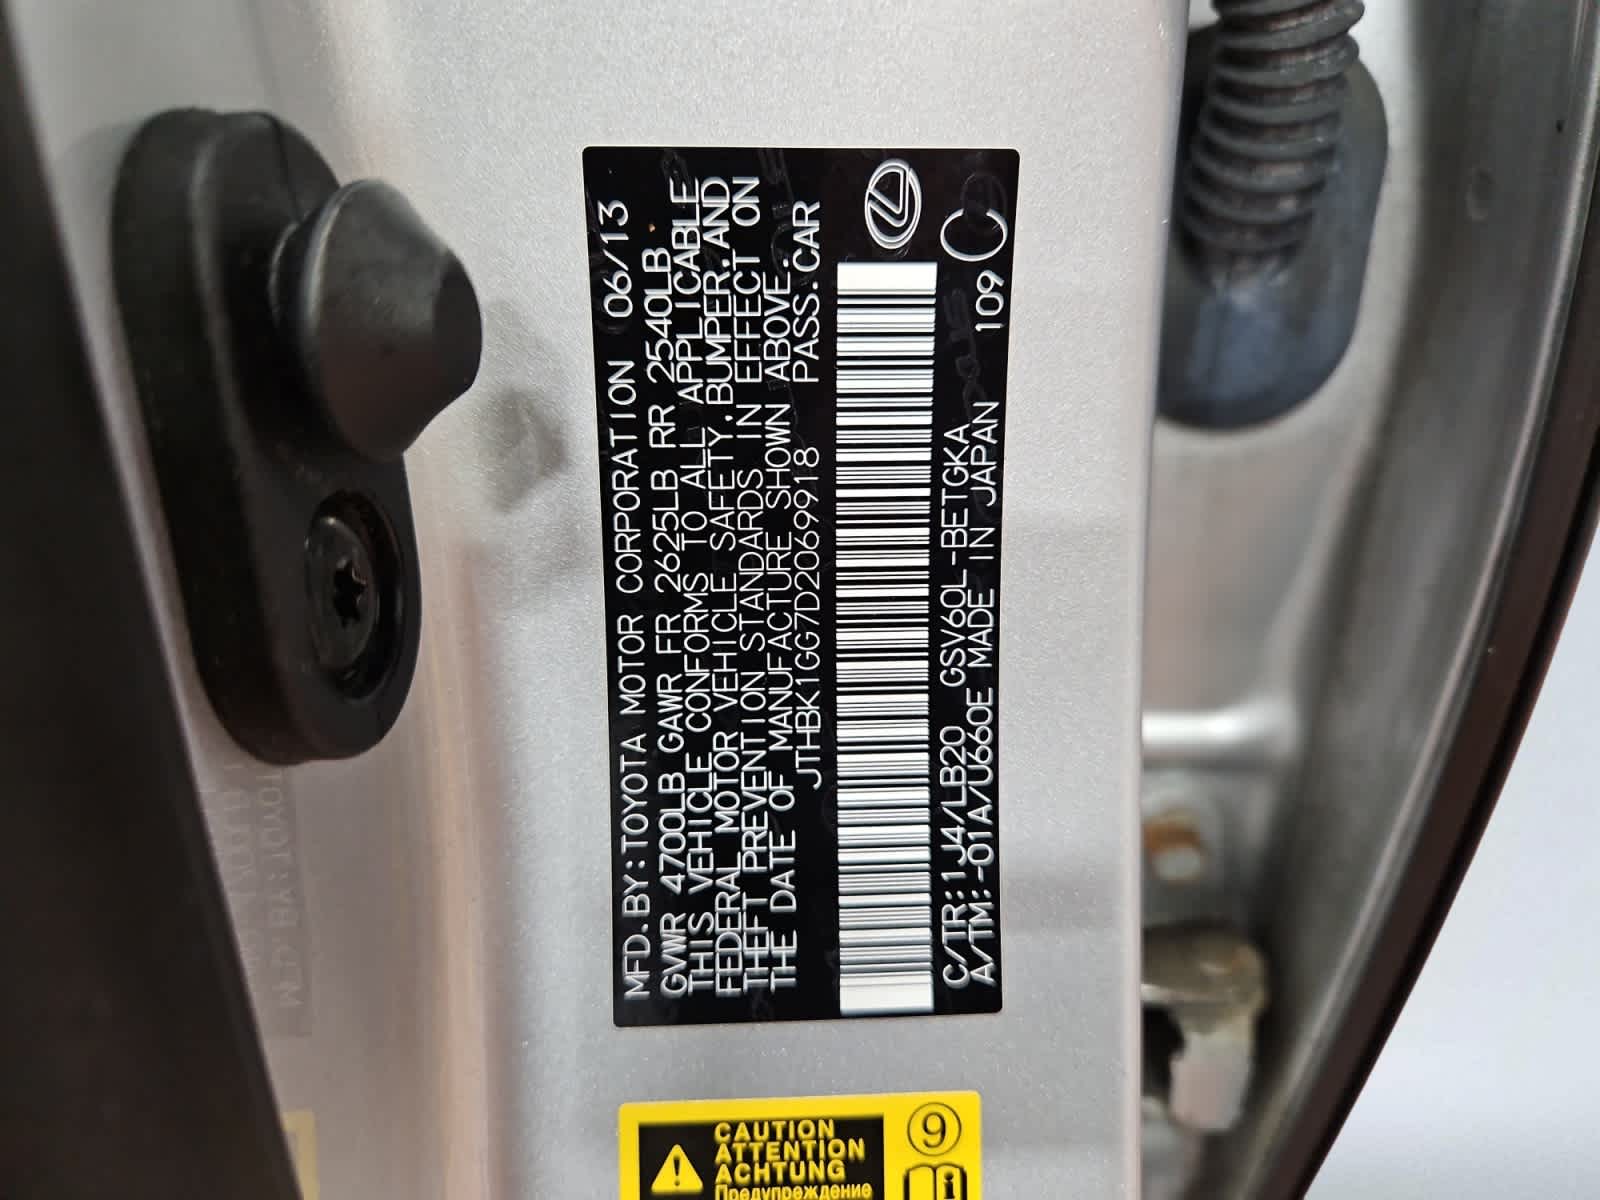 MFD.BY:TOYOTA MOTOR CORPORATION 06/13
GVWR 4700LB GAWR FR 2625LB RR 2540LB
THIS VEHICLE CONFORMS TO ALL APPLICABLE
FEDERAL MOTOR VEHICLE SAFETY,BUMPER,AND
THEFT PREVENTION STANDARDS IN EFFECT ON
THE DATE OF MANUFACTURE SHOWN ABOVE.
JTHBK1GG7D2069918 PASS.CAR
C/TR:1J4/LB20 GSV60L-BETGKA
A/TM:-01A/U660E MADE IN JAPAN 109
CAUTION
ATTENTION
ACHTUNG
Предупреждение
9